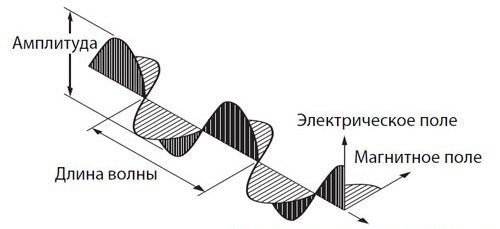 Амплитуда
Электрическое поле
Магнитное поле
Длина волны